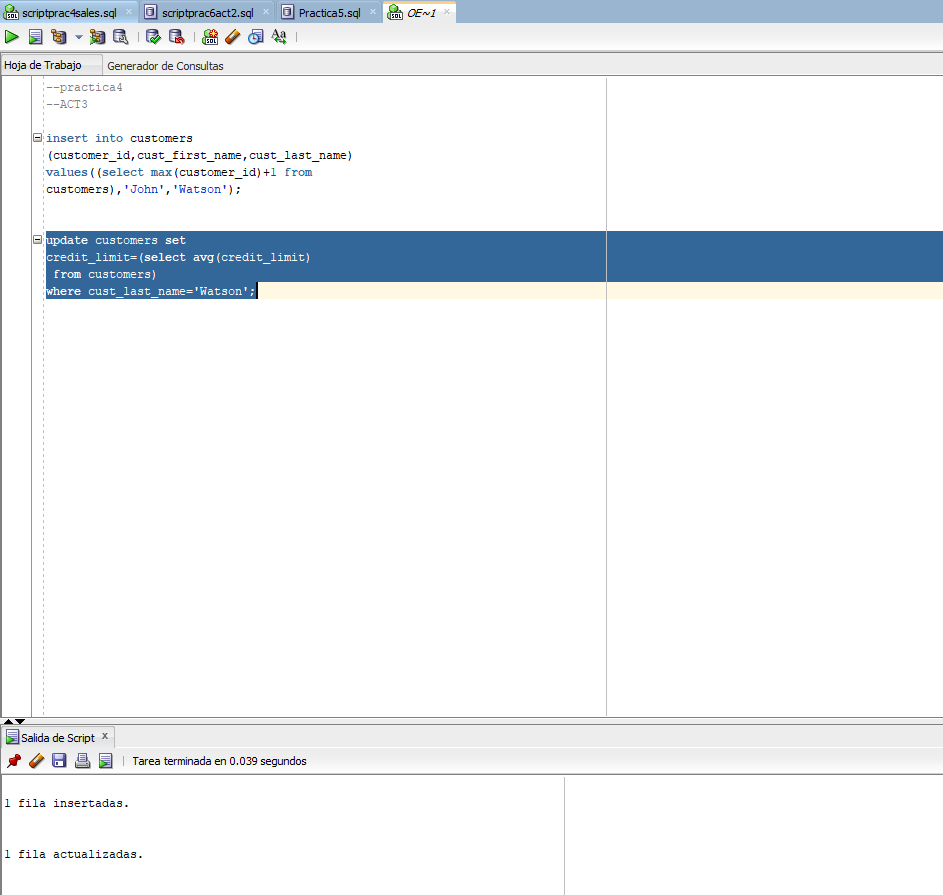 scriptprac4sales.sql scriptprac6act2.sql Practica5.sql OE~1
Hoja de Trabajo Generador de Consultas
--practica4
--ACT3
insert into customers
(customer_id,cust_first_name,cust_last_name)
values((select max(customer_id)+1 from
customers),'John','Watson');
update customers set
credit_limit=(select avg(credit_limit)
from customers)
where cust_last_name='Watson';
Salida de Script x
Tarea terminada en 0.039 segundos
1 fila insertadas.
1 fila actualizadas.